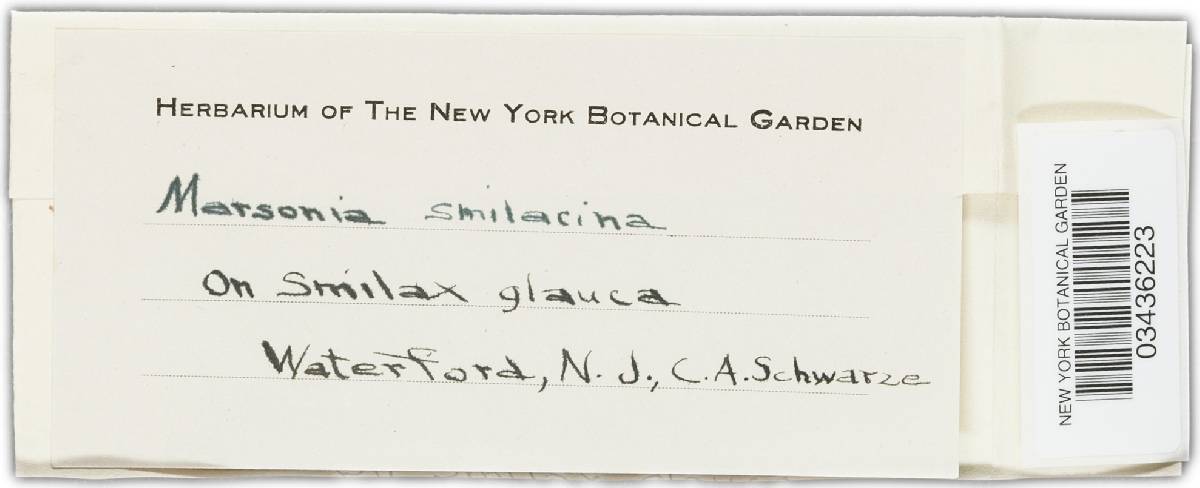 HERBARIUM OF THE NEW YORK BOTANICAL GARDEN
Marsonia smilacina
On Smilax glauca
Waterford, N. J., C.A. Schwarze
NEW YORK BOTANICAL GARDEN
03436223